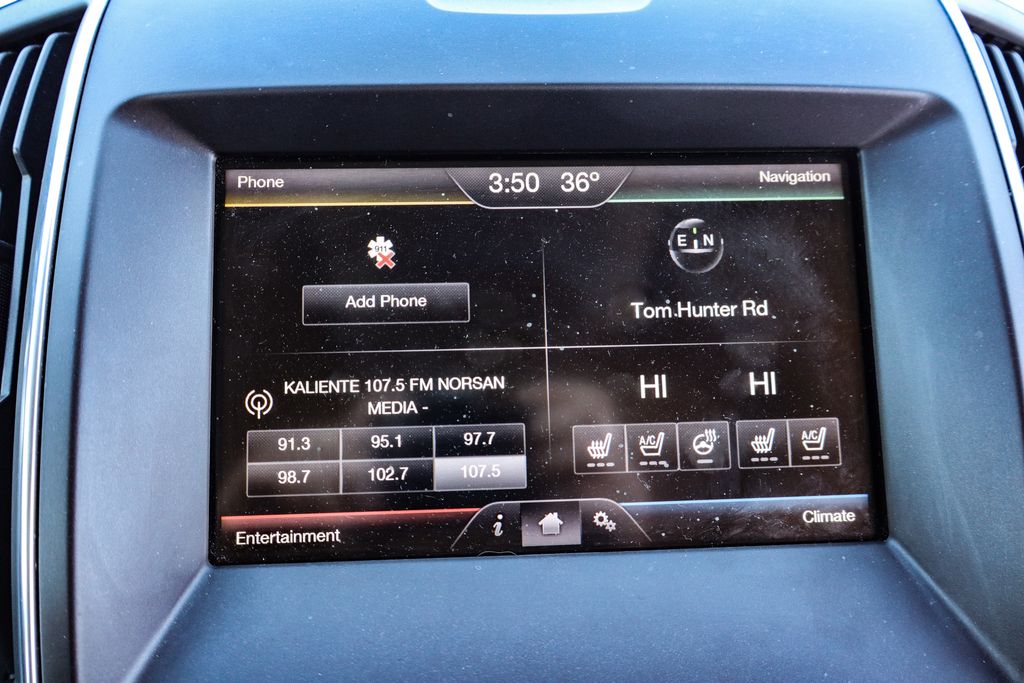 Phone
3:50 36°
Navigation
911
Add Phone
E N
Tom Hunter Rd
KALIENTE 107.5 FM NORSAN
MEDIA -
91.3 95.1 97.7
98.7 102.7 107.5
HI HI
A/C A/C
Entertainment
i
Climate